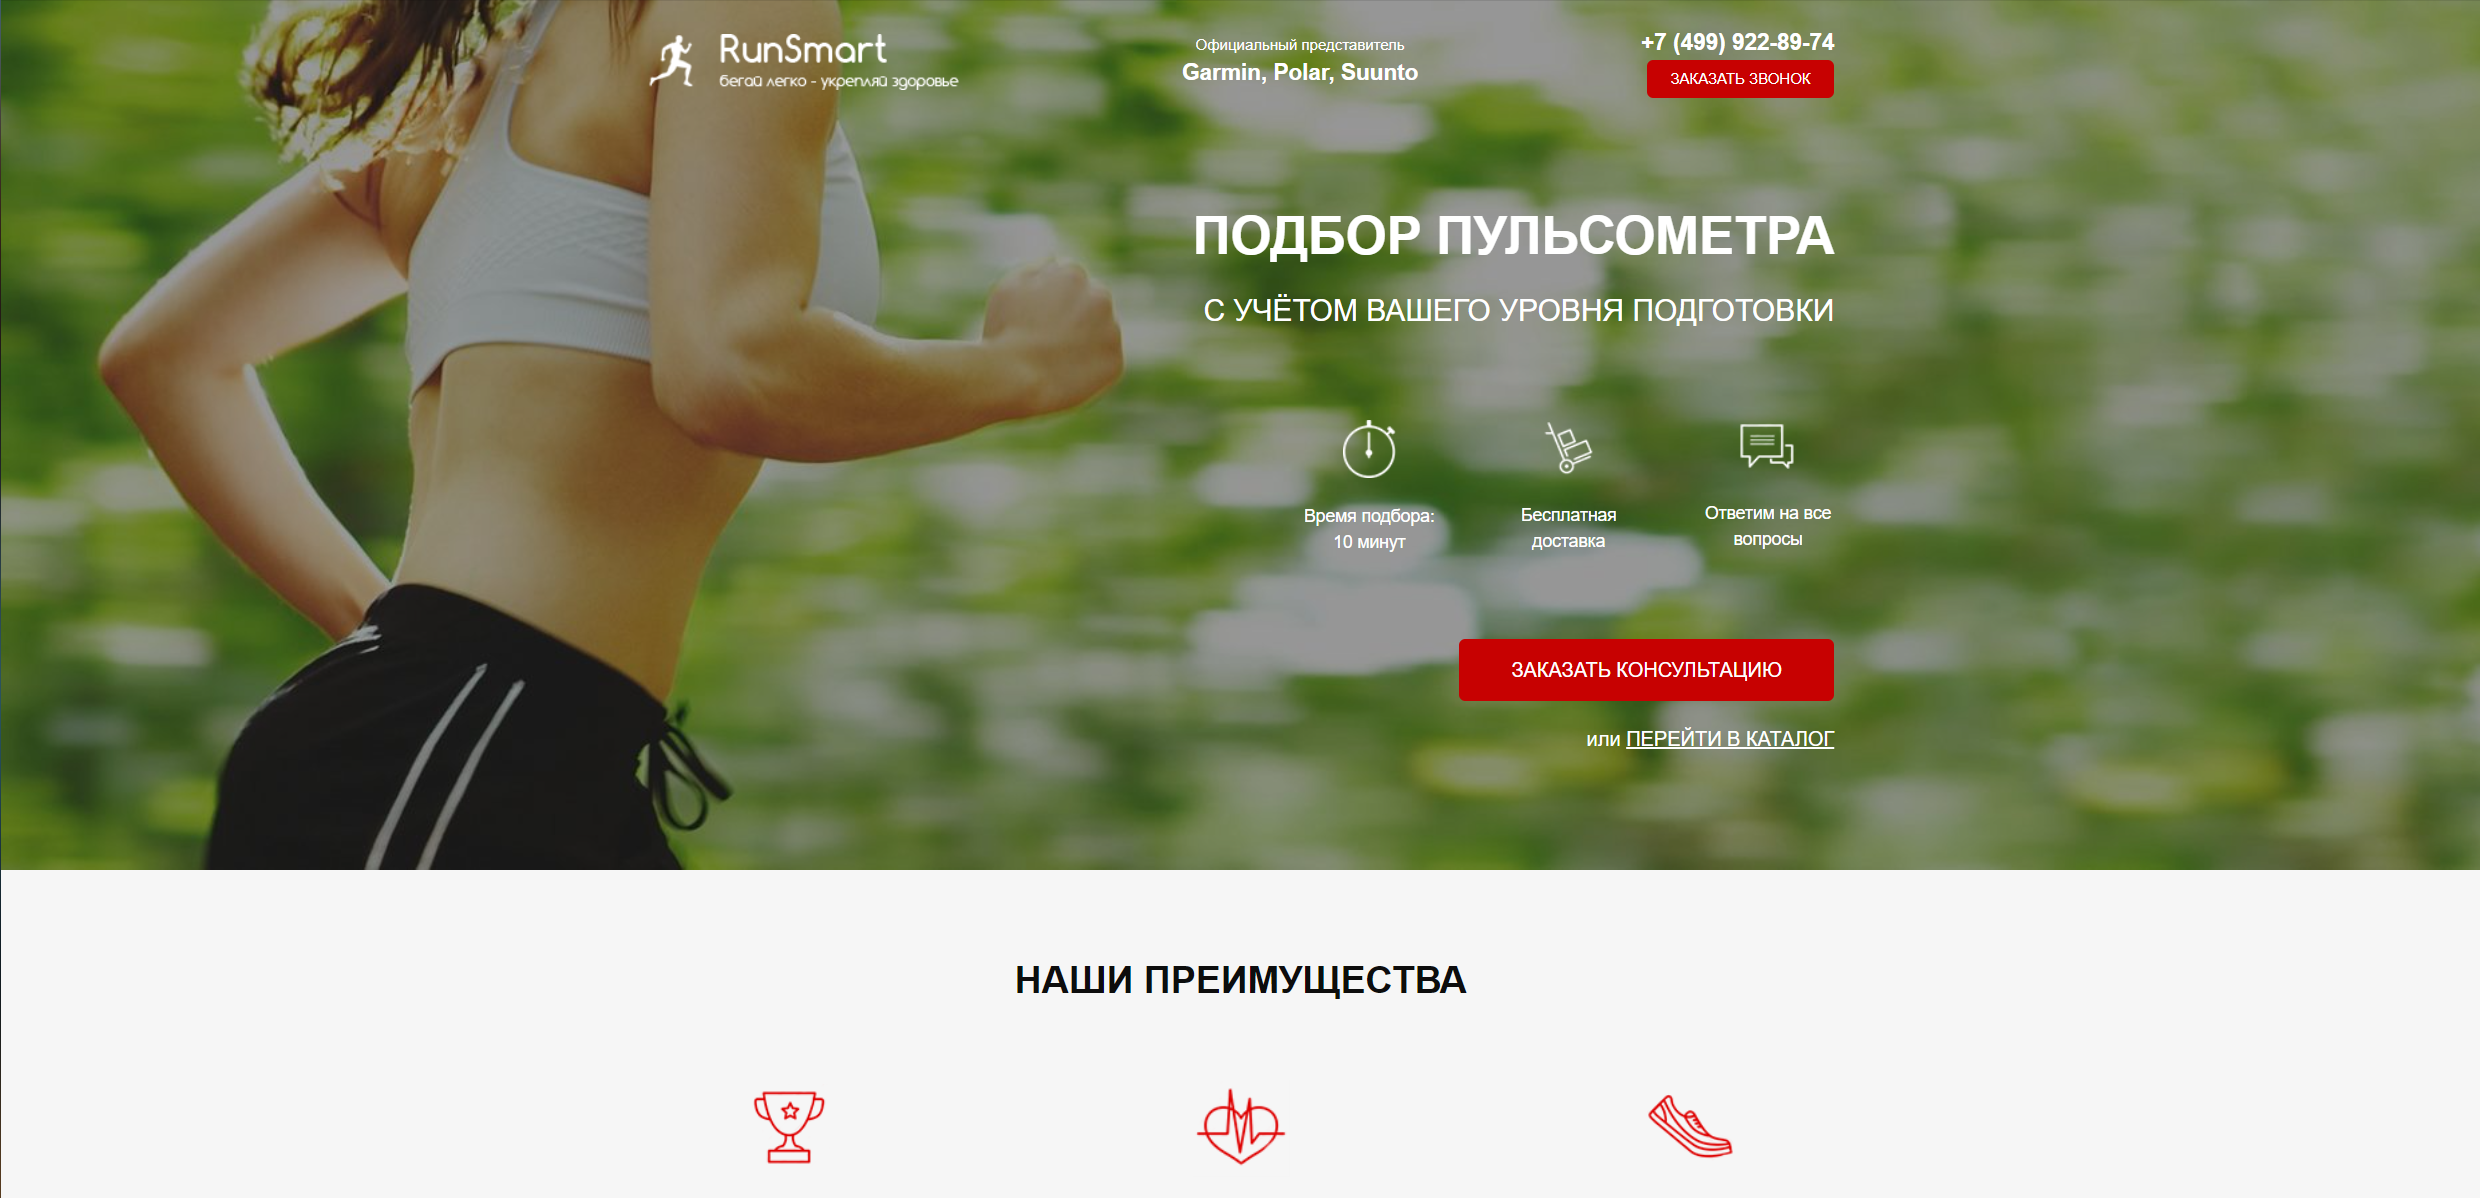 RunSmart
бегай легко - укрепляй здоровье
Официальный представитель
Garmin, Polar, Suunto
+7 (499) 922-89-74
ЗАКАЗАТЬ ЗВОНОК
ПОДБОР ПУЛЬСОМЕТРА
С УЧЁТОМ ВАШЕГО УРОВНЯ ПОДГОТОВКИ
Время подбора:
10 минут
Бесплатная
доставка
Ответим на все
вопросы
ЗАКАЗАТЬ КОНСУЛЬТАЦИЮ
или ПЕРЕЙТИ В КАТАЛОГ
НАШИ ПРЕИМУЩЕСТВА